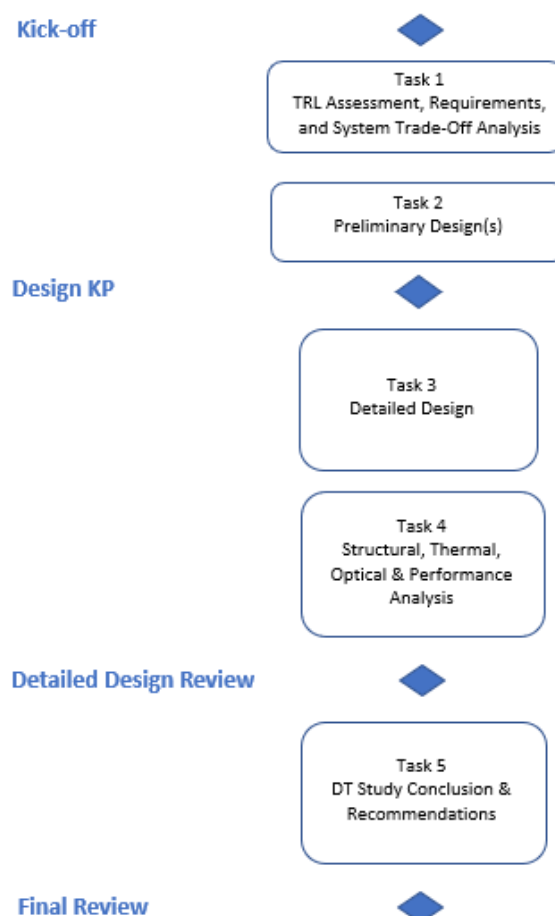 Kick-off
Task 1
TRL Assessment, Requirements,
and System Trade-Off Analysis
Task 2
Preliminary Design(s)
Design KP
Task 3
Detailed Design
Task 4
Structural, Thermal,
Optical & Performance
Analysis
Detailed Design Review
Task 5
DT Study Conclusion &
Recommendations
Final Review